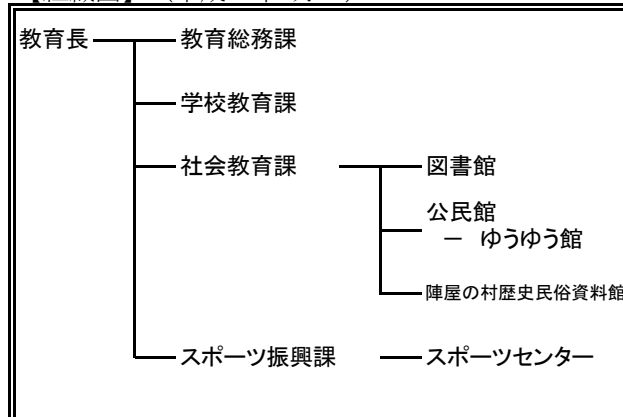 教育長 教育総務課
学校教育課
社会教育課 図書館
公民館
－ ゆうゆう館
陣屋の村歴史民俗資料館
スポーツ振興課 スポーツセンター